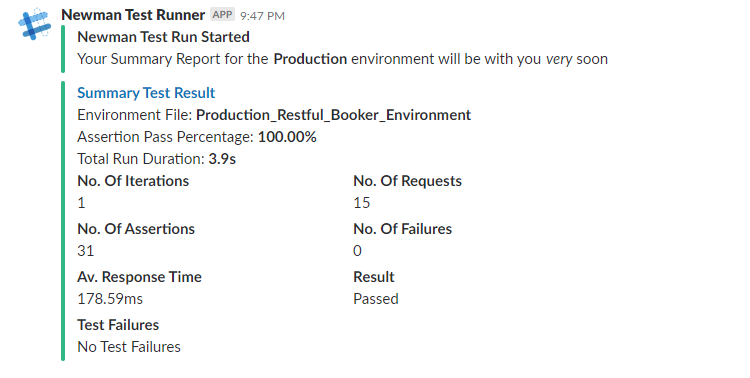 Newman Test Runner APP 9:47 PM
Newman Test Run Started
Your Summary Report for the Production environment will be with you very soon
Summary Test Result
Environment File: Production_Restful_Booker_Environment
Assertion Pass Percentage: 100.00%
Total Run Duration: 3.9s
No. Of Iterations No. Of Requests
1 15
No. Of Assertions No. Of Failures
31 0
Av. Response Time Result
178.59ms Passed
Test Failures
No Test Failures